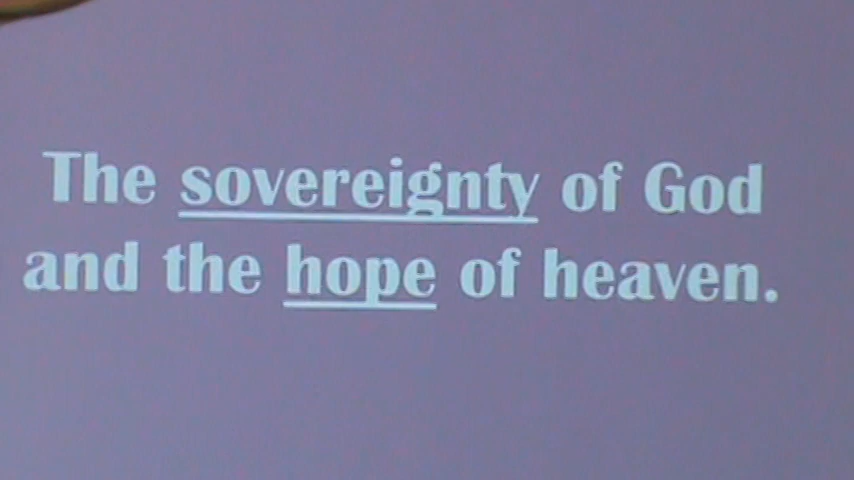 The sovereignty of God
and the hope of heaven.